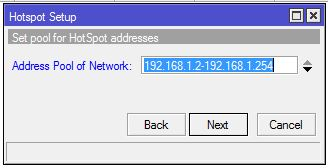 Hotspot Setup
Set pool for HotSpot addresses
Address Pool of Network: 192.168.1.2-192.168.1.254
Back Next Cancel